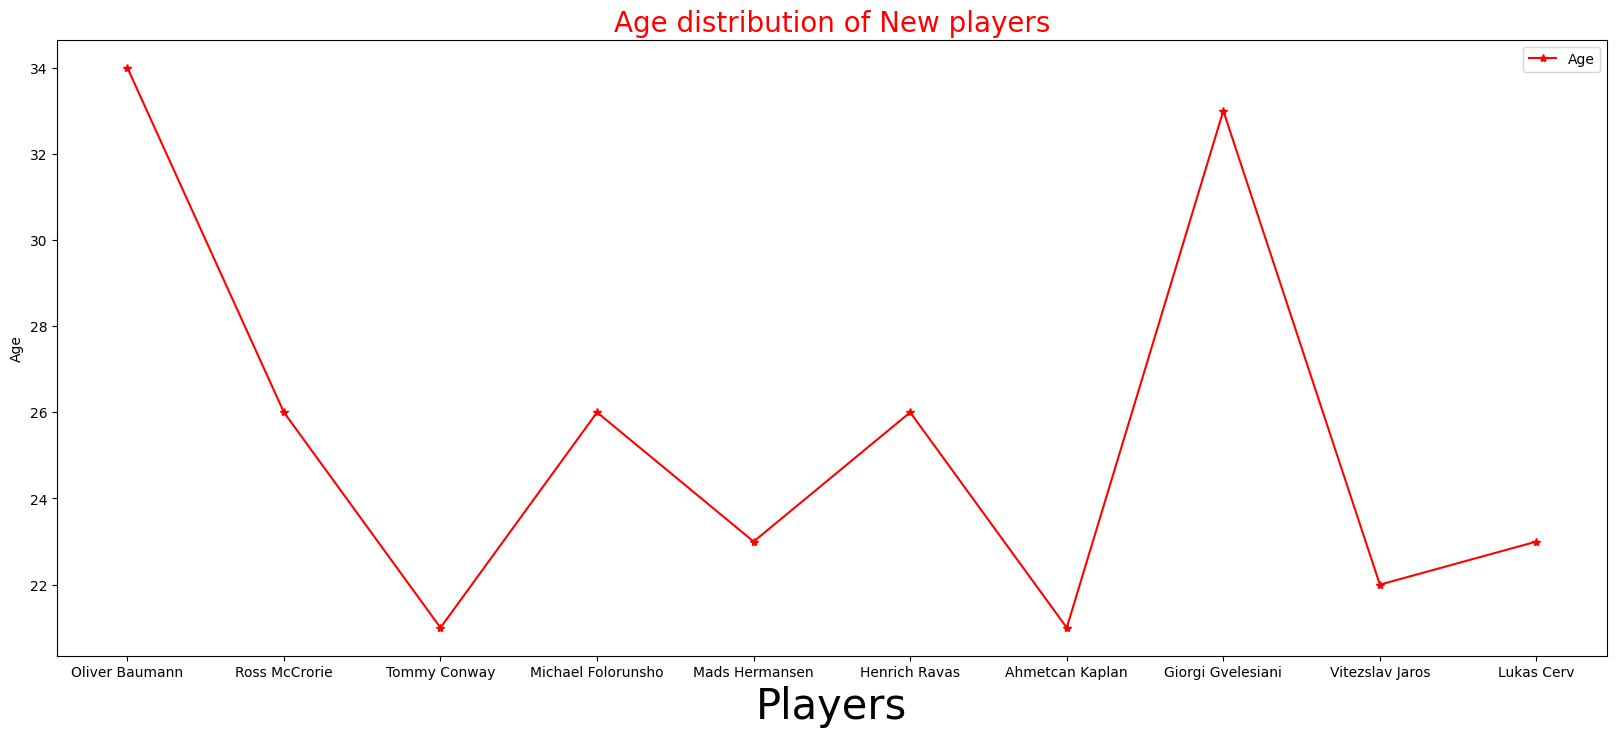 Age distribution of New players
Age
34
32
30
28
26
24
22
Age
Oliver Baumann Ross McCrorie Tommy Conway Michael Folorunsho Mads Hermansen Henrich Ravas Ahmetcan Kaplan Giorgi Gvelesiani Vitezslav Jaros Lukas Cerv
Players